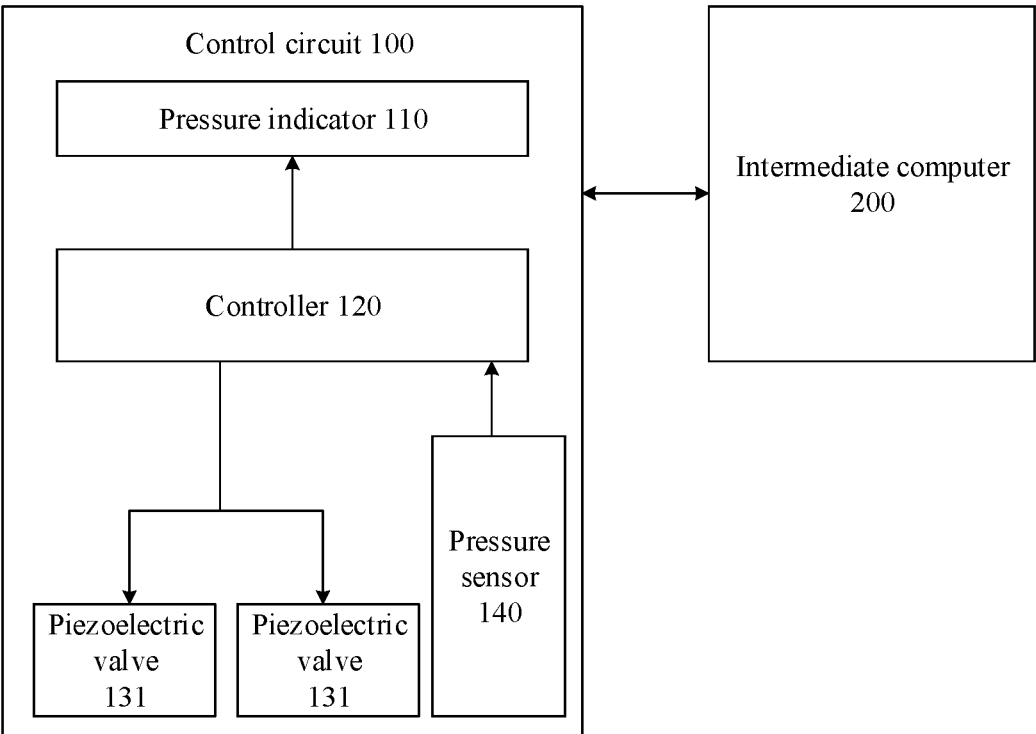 Control circuit 100
Pressure indicator 110
Intermediate computer
200
Controller 120
Pressure
sensor
140
Piezoelectric
valve
131
Piezoelectric
valve
131